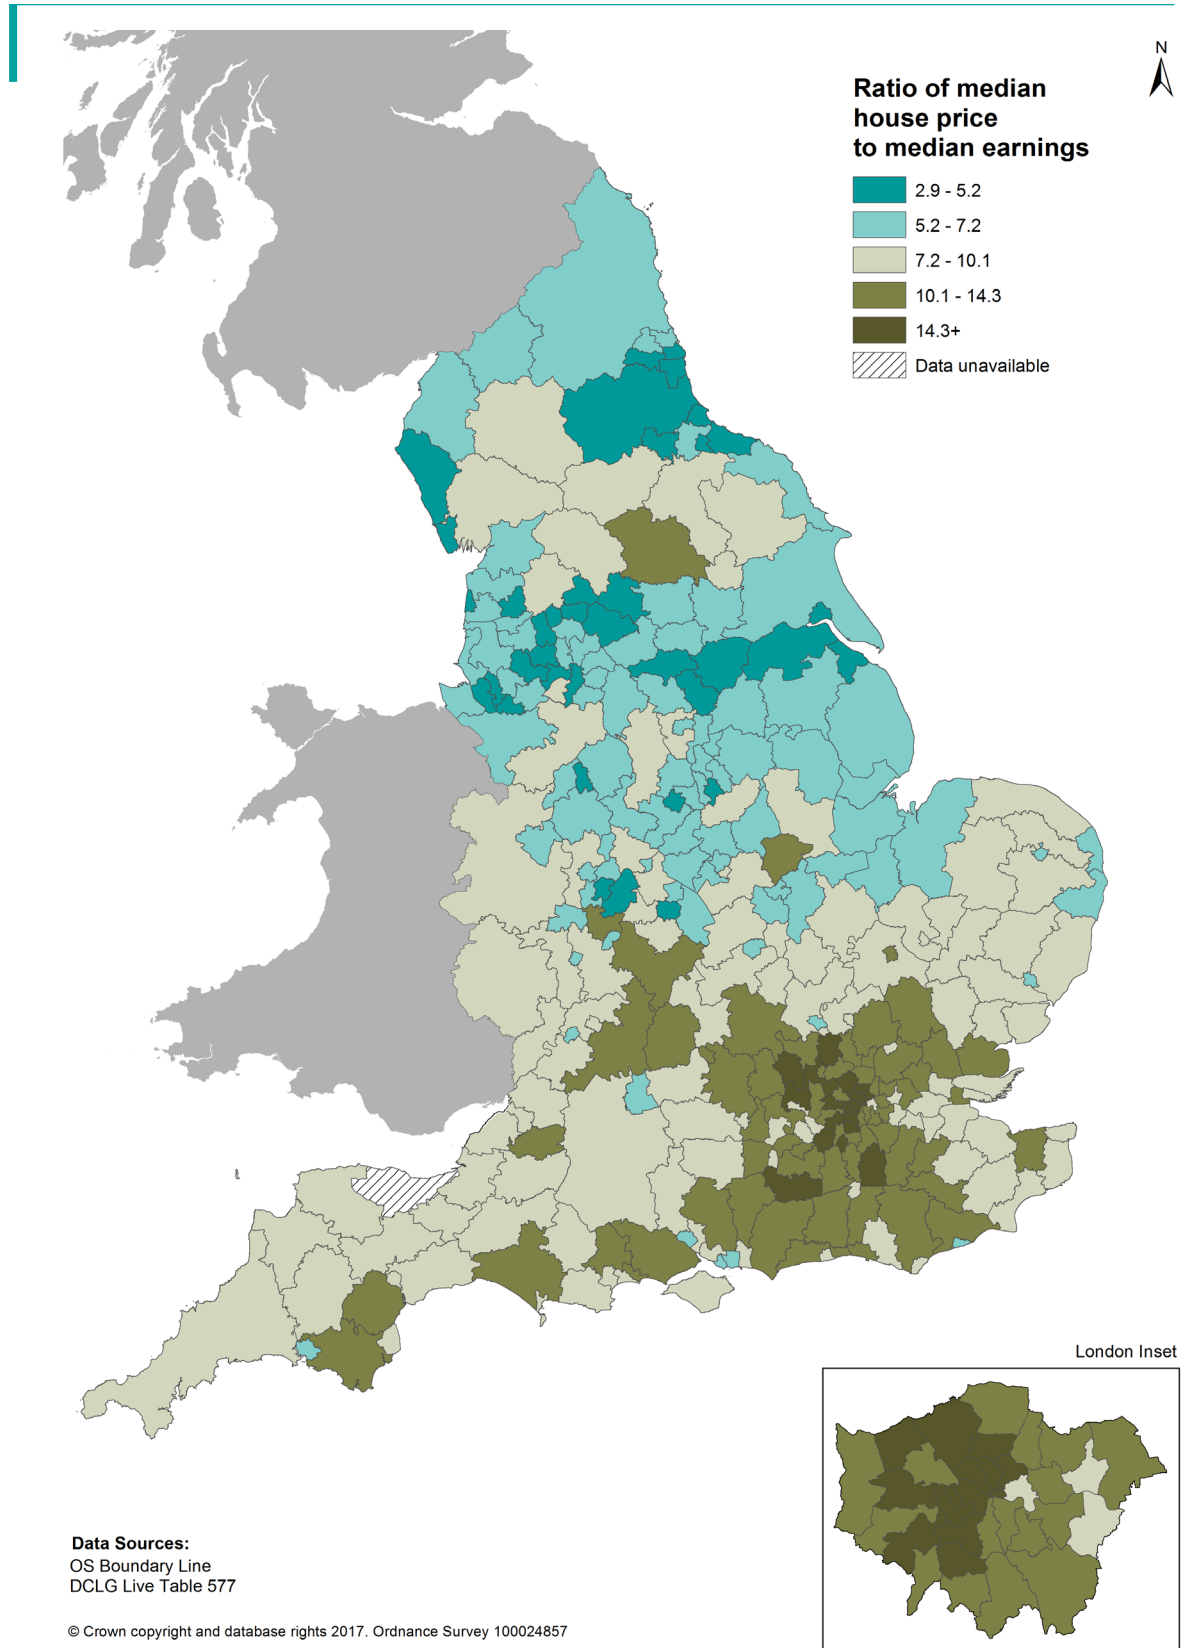 N
Ratio of median
house price
to median earnings
2.9 - 5.2
5.2 - 7.2
7.2 - 10.1
10.1 - 14.3
14.3+
Data unavailable
London Inset
Data Sources:
OS Boundary Line
DCLG Live Table 577
© Crown copyright and database rights 2017. Ordnance Survey 100024857